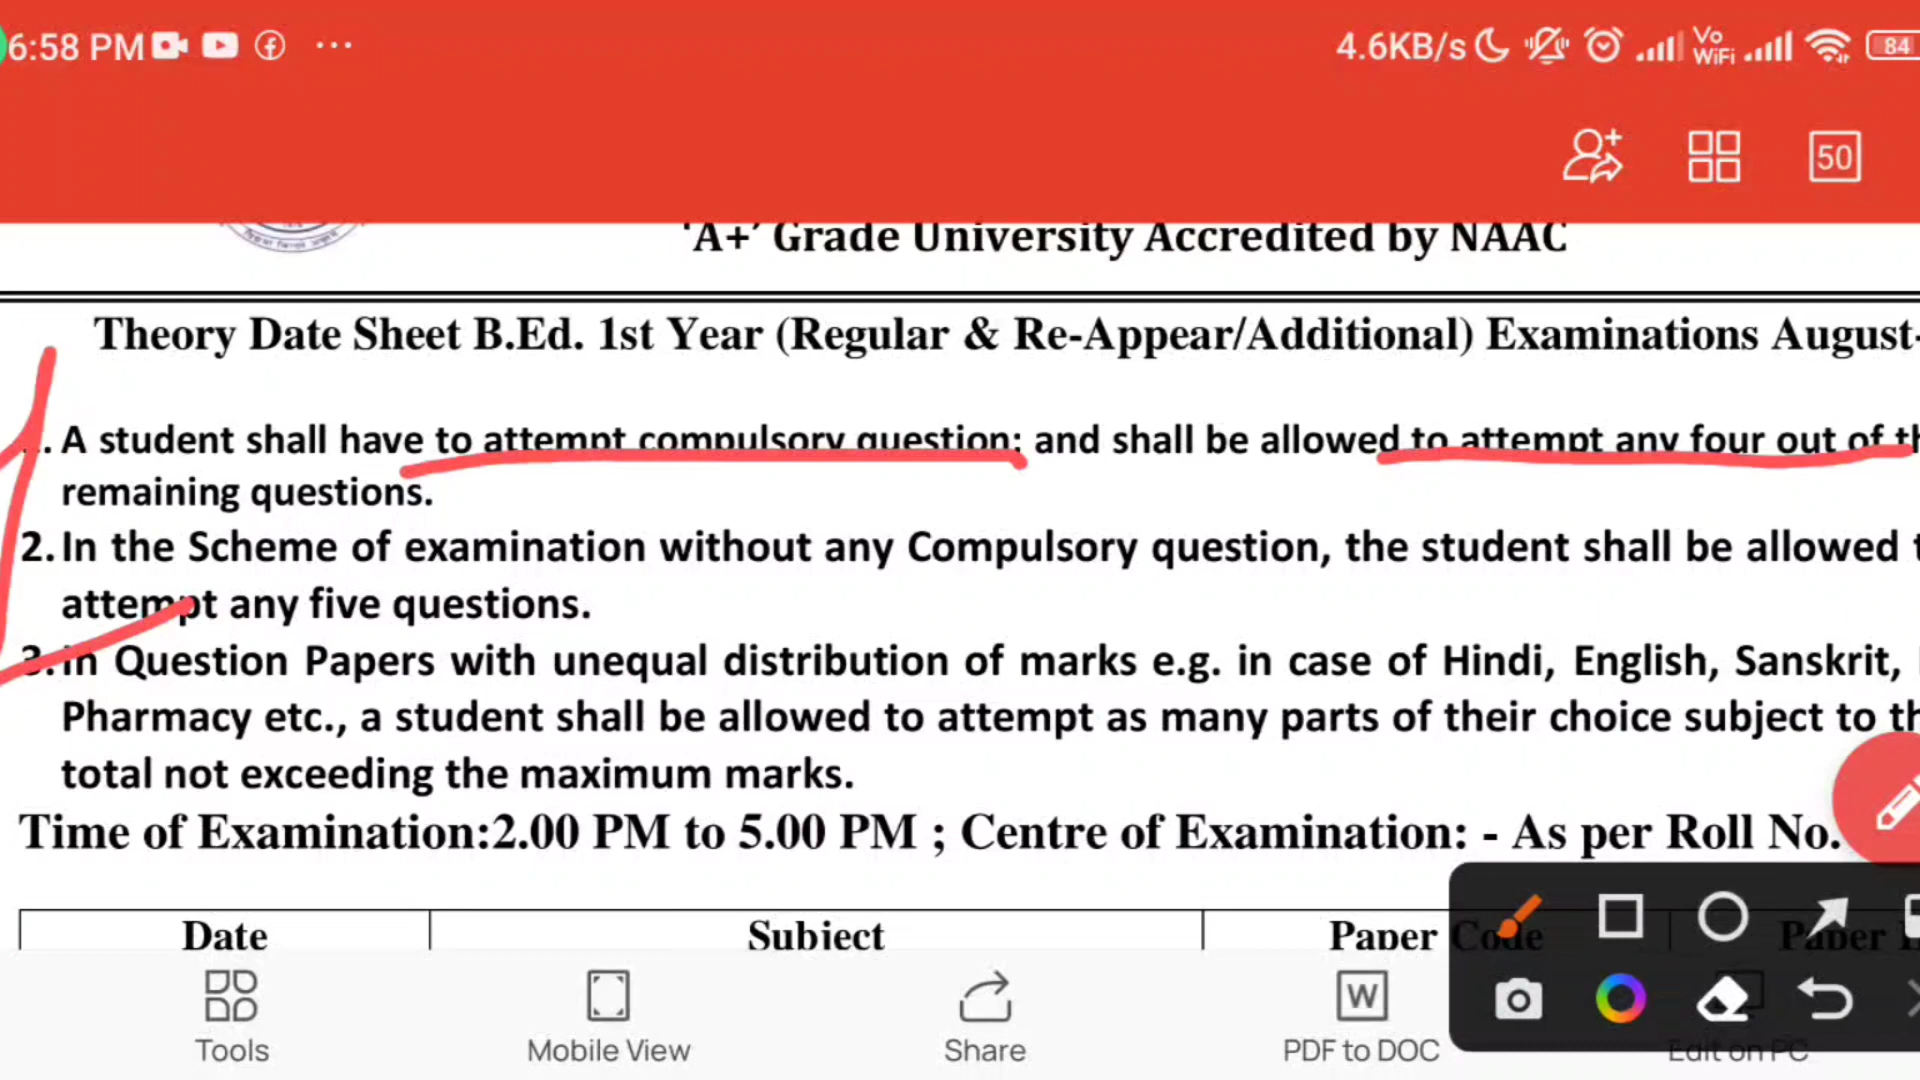 6:58 PM
4.6KB/s Vo WiFi 84
50
'A+' Grade University Accredited by NAAC
Theory Date Sheet B.Ed. 1st Year (Regular & Re-Appear/Additional) Examinations August-
. A student shall have to attempt compulsory question; and shall be allowed to attempt any four out of th
remaining questions.
2. In the Scheme of examination without any Compulsory question, the student shall be allowed t
attempt any five questions.
3. In Question Papers with unequal distribution of marks e.g. in case of Hindi, English, Sanskrit,
Pharmacy etc., a student shall be allowed to attempt as many parts of their choice subject to th
total not exceeding the maximum marks.
Time of Examination:2.00 PM to 5.00 PM ; Centre of Examination: - As per Roll No.
Date Subject Paper Code Paper
Tools Mobile View Share W PDF to DOC Edit on PC